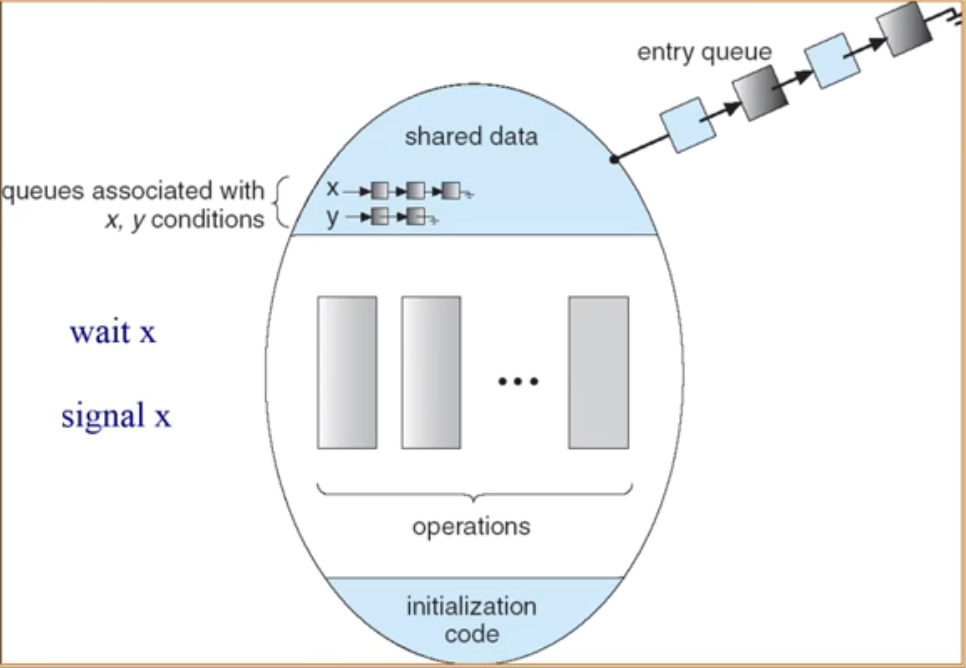 entry queue
shared data
queues associated with
x, y conditions
x
y
wait x
signal x
operations
initialization
code